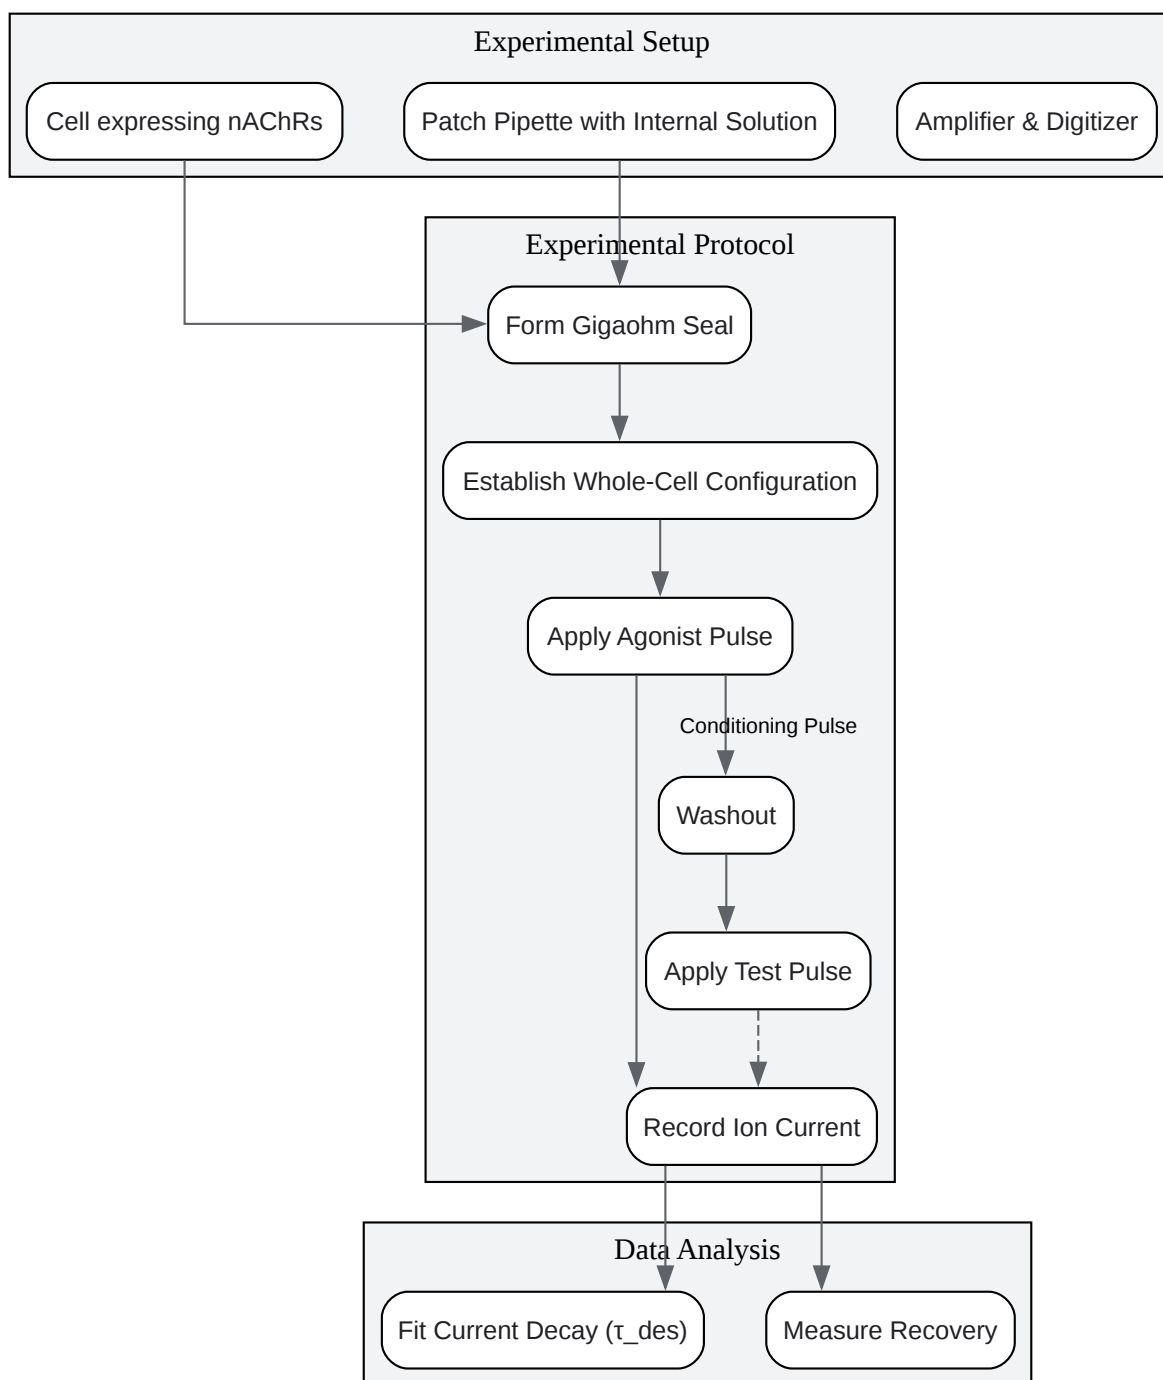 Experimental Setup
Cell expressing nAChRs
Patch Pipette with Internal Solution
Amplifier & Digitizer
Experimental Protocol
Form Gigaohm Seal
Establish Whole-Cell Configuration
Apply Agonist Pulse
Conditioning Pulse
Washout
Apply Test Pulse
Record Ion Current
Data Analysis
Fit Current Decay (τ_des)
Measure Recovery